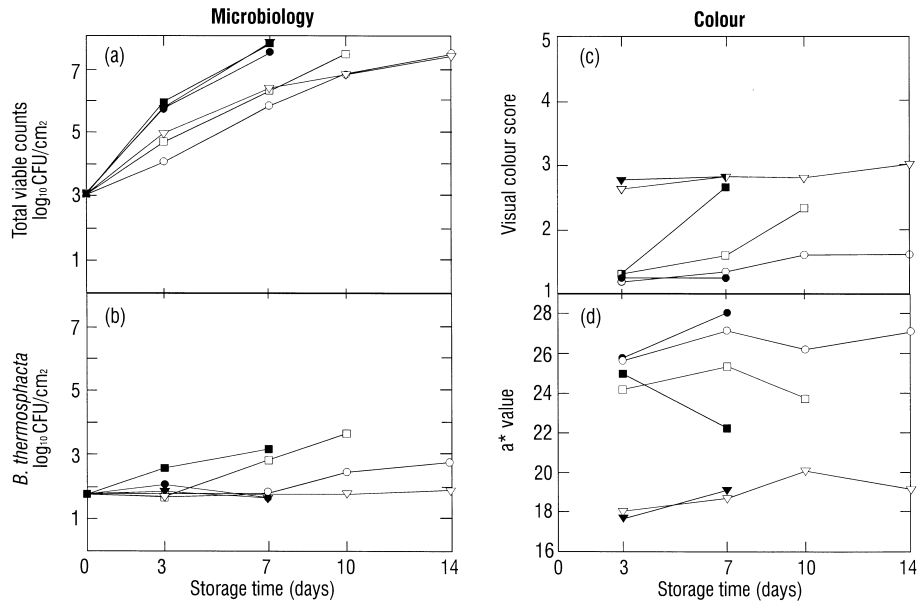 Microbiology
Colour
(a)
7
5
3
1
Total viable counts
log₁₀ CFU/cm₂
(c)
5
4
3
2
1
Visual colour score
(b)
7
5
3
1
B. thermosphacta
log₁₀ CFU/cm₂
0 3 7 10 14
Storage time (days)
(d)
28
26
24
22
20
18
16
a* value
0 3 7 10 14
Storage time (days)